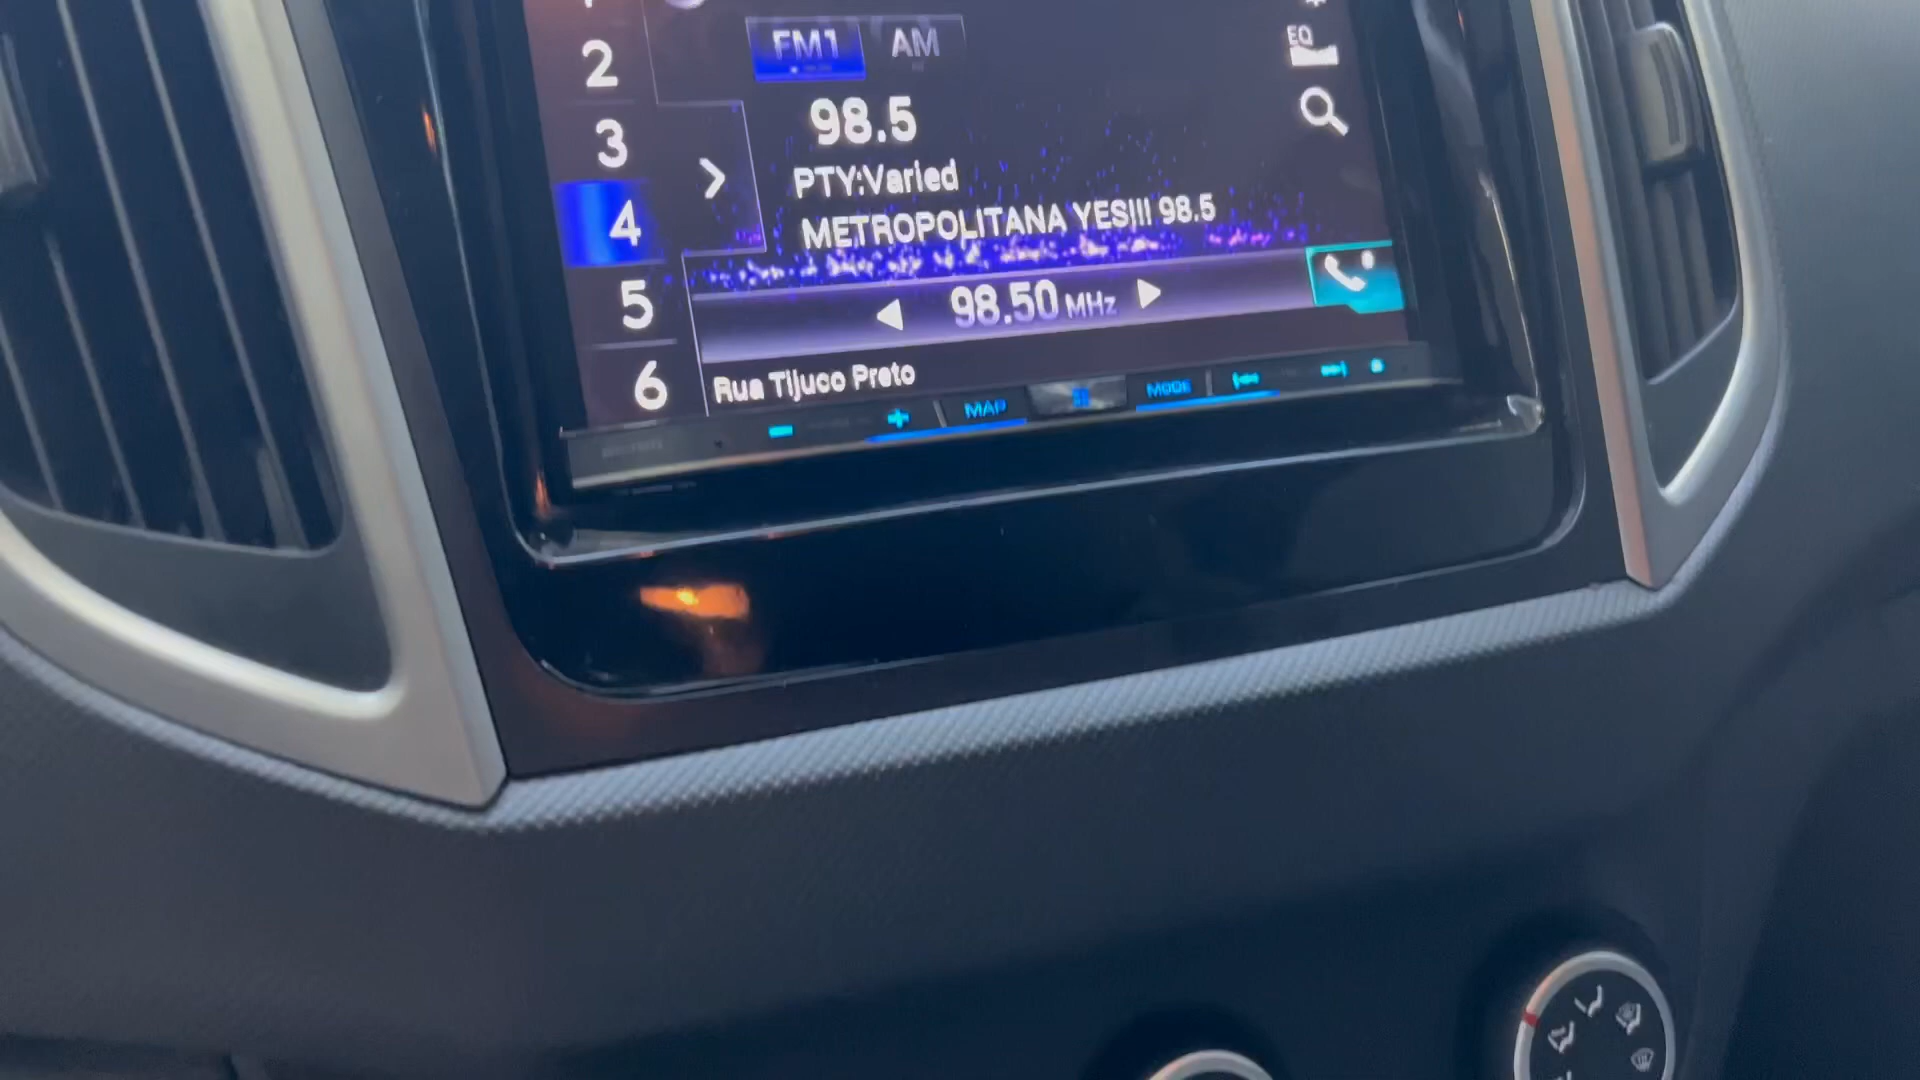 2
3
4
5
6
FM1 AM
EQ
98.5
PTY:Varied
METROPOLITANA YES!!! 98.5
98.50 MHz
Rua Tijuco Preto
MAP
MODE